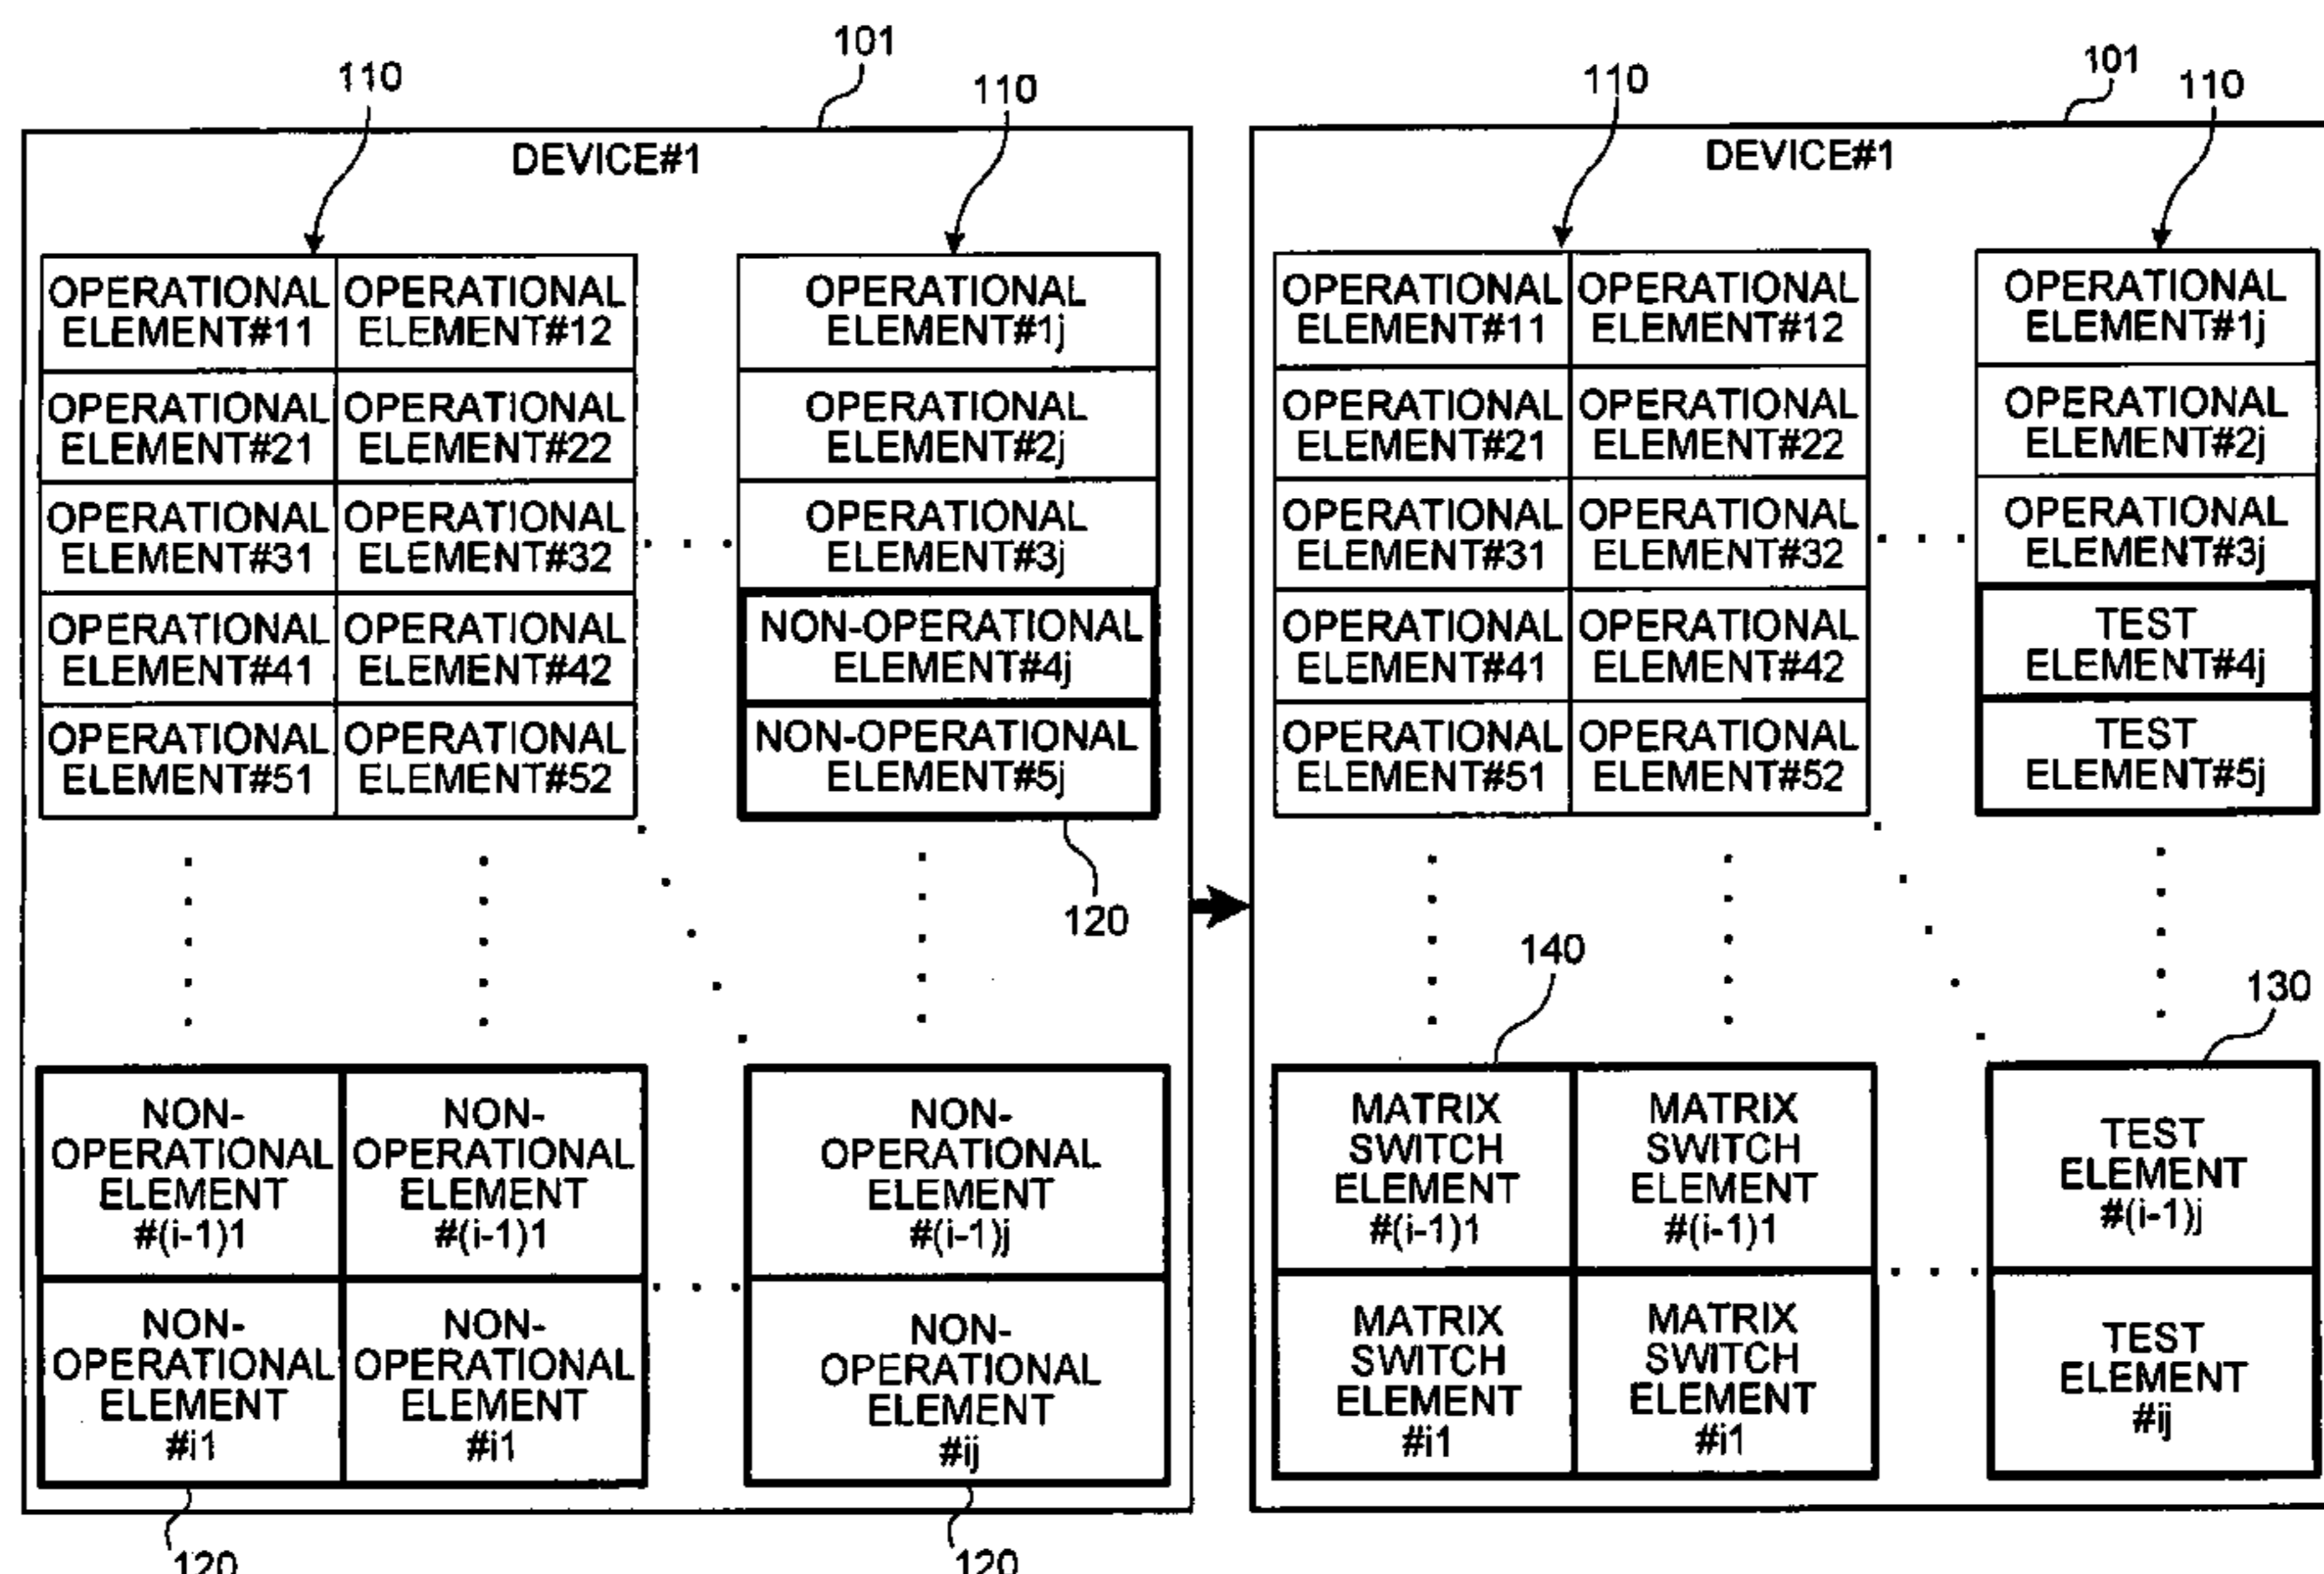 101
101
110
110
110
110
DEVICE#1
DEVICE#1
OPERATIONAL
ELEMENT#11
OPERATIONAL
ELEMENT#12
OPERATIONAL
ELEMENT#1j
OPERATIONAL
ELEMENT#21
OPERATIONAL
ELEMENT#22
OPERATIONAL
ELEMENT#2j
OPERATIONAL
ELEMENT#31
OPERATIONAL
ELEMENT#32
OPERATIONAL
ELEMENT#3j
OPERATIONAL
ELEMENT#41
OPERATIONAL
ELEMENT#42
NON-OPERATIONAL
ELEMENT#4j
OPERATIONAL
ELEMENT#51
OPERATIONAL
ELEMENT#52
NON-OPERATIONAL
ELEMENT#5j
120
NON-
OPERATIONAL
ELEMENT
#(i-1)1
NON-
OPERATIONAL
ELEMENT
#(i-1)1
NON-
OPERATIONAL
ELEMENT
#(i-1)j
NON-
OPERATIONAL
ELEMENT
#i1
NON-
OPERATIONAL
ELEMENT
#i1
NON-
OPERATIONAL
ELEMENT
#ij
120
120
OPERATIONAL
ELEMENT#11
OPERATIONAL
ELEMENT#12
OPERATIONAL
ELEMENT#1j
OPERATIONAL
ELEMENT#21
OPERATIONAL
ELEMENT#22
OPERATIONAL
ELEMENT#2j
OPERATIONAL
ELEMENT#31
OPERATIONAL
ELEMENT#32
OPERATIONAL
ELEMENT#3j
OPERATIONAL
ELEMENT#41
OPERATIONAL
ELEMENT#42
TEST
ELEMENT#4j
OPERATIONAL
ELEMENT#51
OPERATIONAL
ELEMENT#52
TEST
ELEMENT#5j
140
130
MATRIX
SWITCH
ELEMENT
#(i-1)1
MATRIX
SWITCH
ELEMENT
#(i-1)1
TEST
ELEMENT
#(i-1)j
MATRIX
SWITCH
ELEMENT
#i1
MATRIX
SWITCH
ELEMENT
#i1
TEST
ELEMENT
#ij